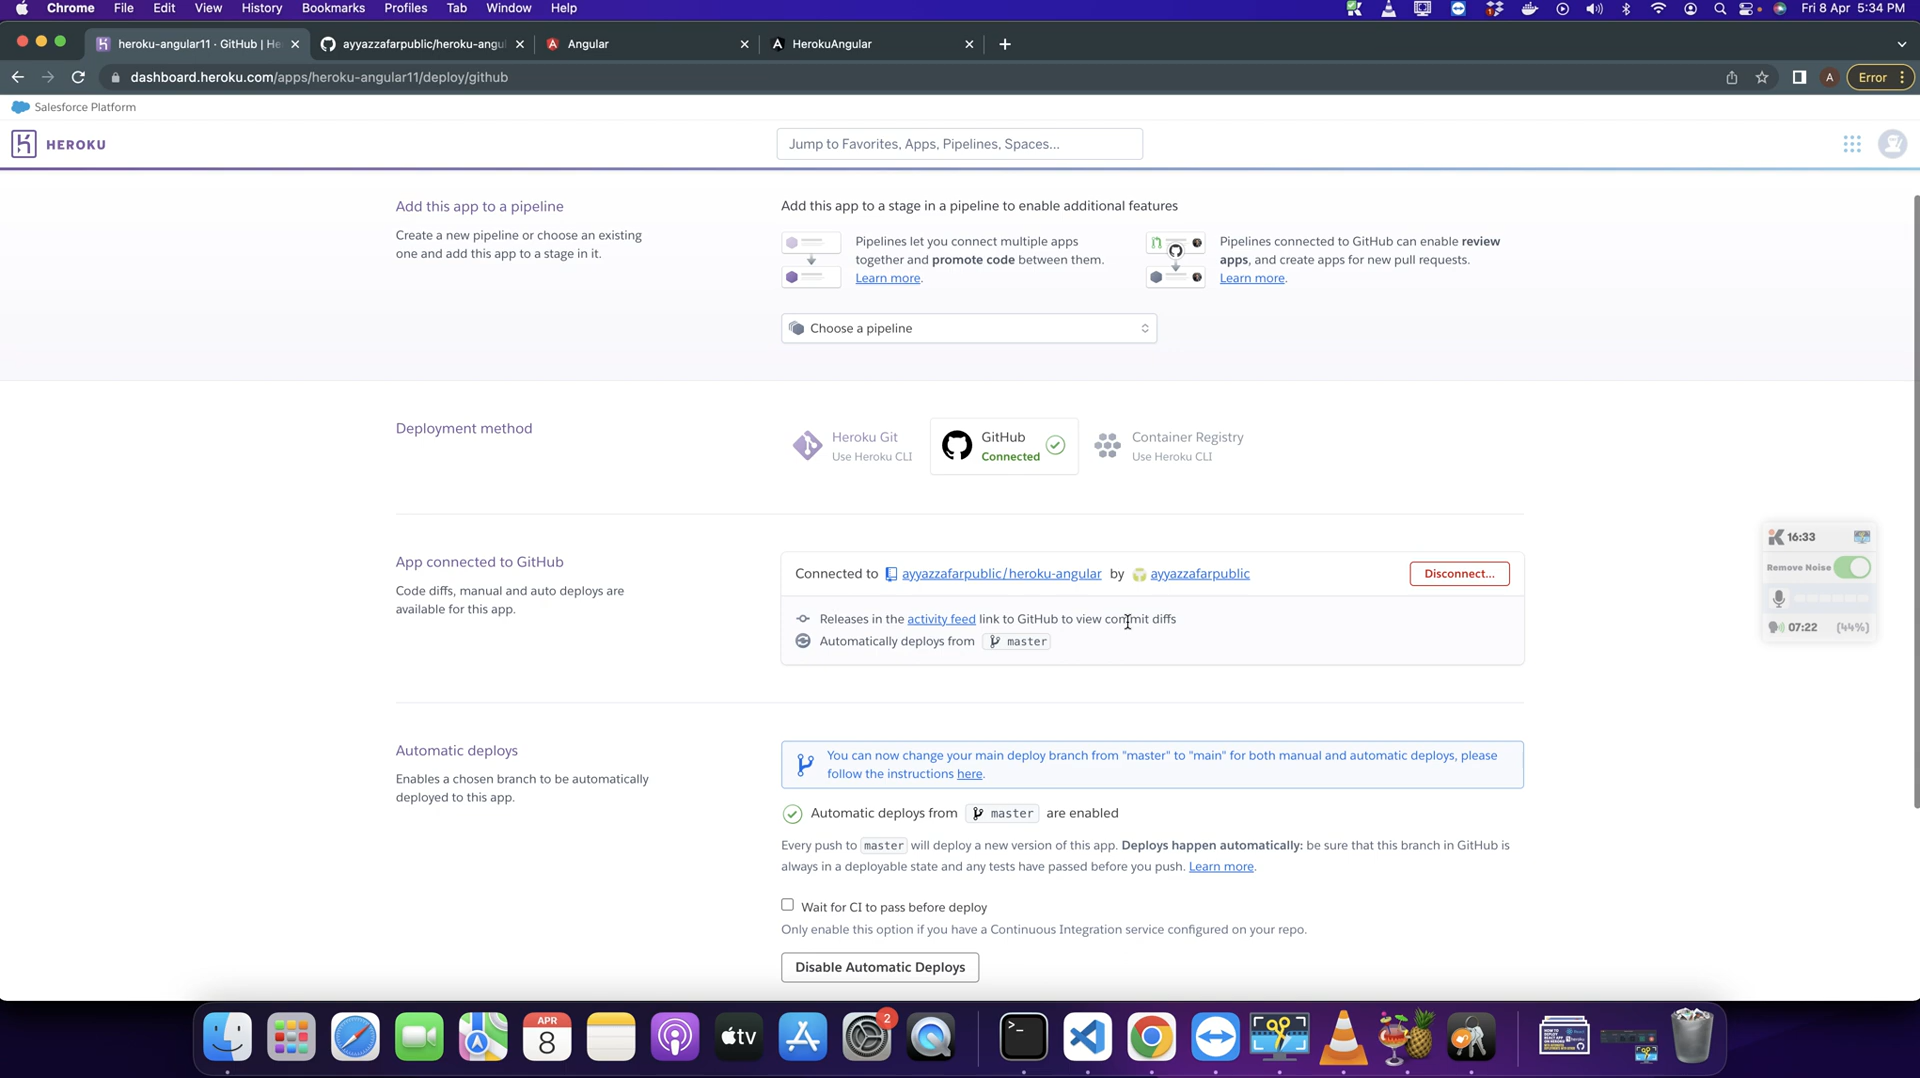 Chrome File Edit View History Bookmarks Profiles Tab Window Help
Fri 8 Apr 5:34 PM
heroku-angular11 · GitHub | He
ayyazzafarpublic/heroku-angul
Angular
HerokuAngular
dashboard.heroku.com/apps/heroku-angular11/deploy/github
A
Error
Salesforce Platform
HEROKU
Jump to Favorites, Apps, Pipelines, Spaces...
Add this app to a pipeline
Create a new pipeline or choose an existing
one and add this app to a stage in it.
Add this app to a stage in a pipeline to enable additional features
Pipelines let you connect multiple apps
together and promote code between them.
Learn more.
Pipelines connected to GitHub can enable review
apps, and create apps for new pull requests.
Learn more.
Choose a pipeline
Deployment method
Heroku Git
Use Heroku CLI
GitHub
Connected
Container Registry
Use Heroku CLI
App connected to GitHub
Code diffs, manual and auto deploys are
available for this app.
Connected to ayyazzafarpublic/heroku-angular by ayyazzafarpublic
Disconnect...
Releases in the activity feed link to GitHub to view commit diffs
Automatically deploys from master
16:33
Remove Noise
07:22 (44%)
Automatic deploys
Enables a chosen branch to be automatically
deployed to this app.
You can now change your main deploy branch from "master" to "main" for both manual and automatic deploys, please
follow the instructions here.
Automatic deploys from master are enabled
Every push to master will deploy a new version of this app. Deploys happen automatically: be sure that this branch in GitHub is
always in a deployable state and any tests have passed before you push. Learn more.
Wait for CI to pass before deploy
Only enable this option if you have a Continuous Integration service configured on your repo.
Disable Automatic Deploys
APR
8
tv
2